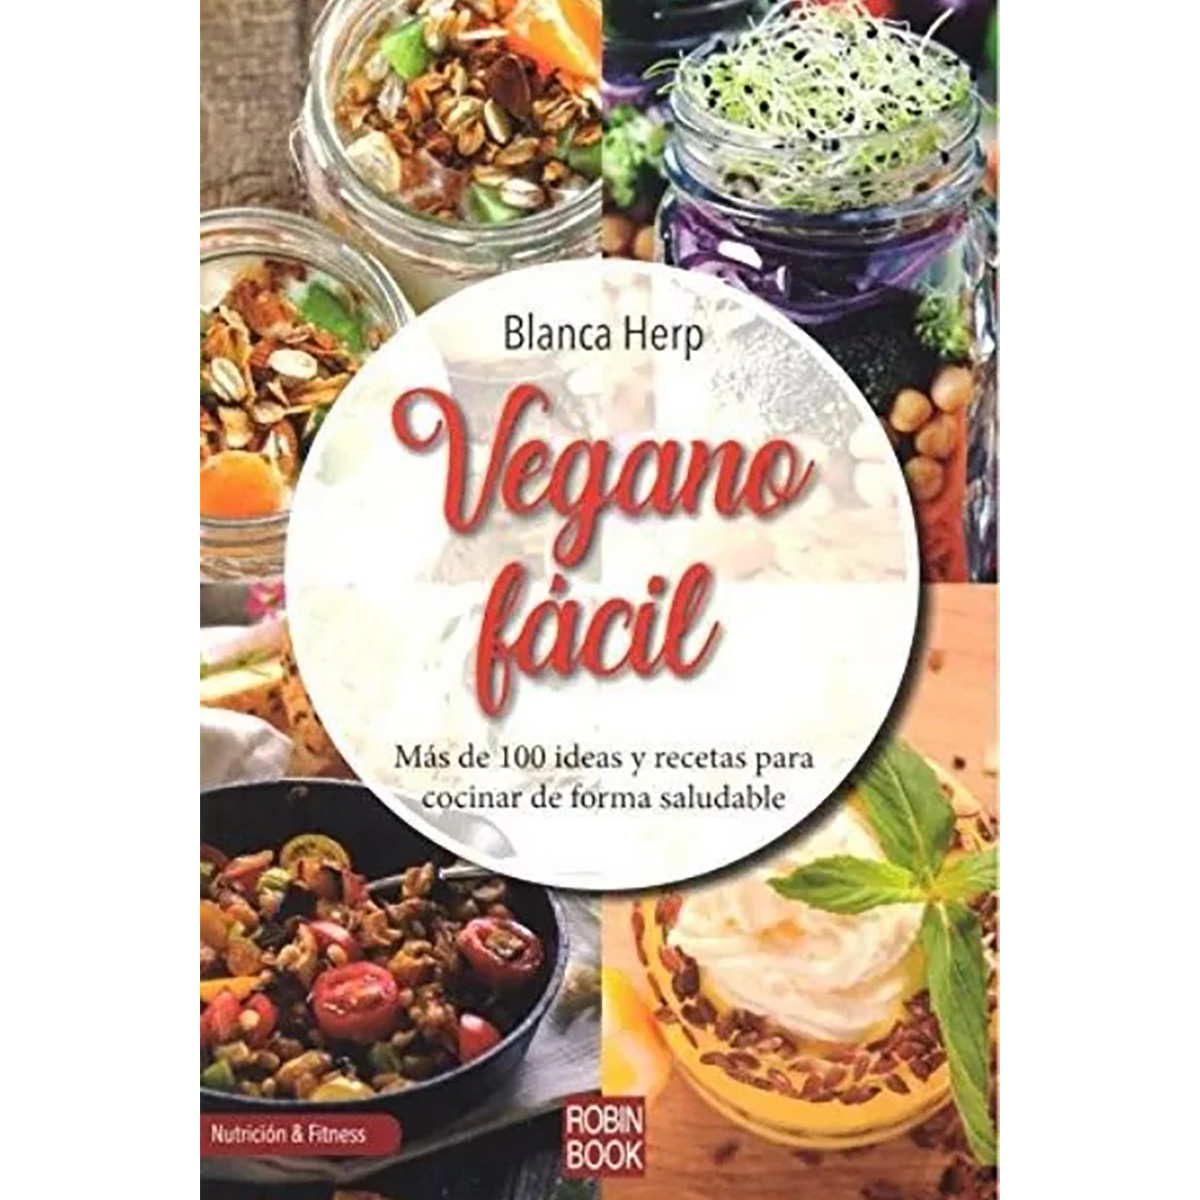 Blanca Herp
Vegano
fácil
Más de 100 ideas y recetas para
cocinar de forma saludable
Nutrición & Fitness
ROBIN
BOOK